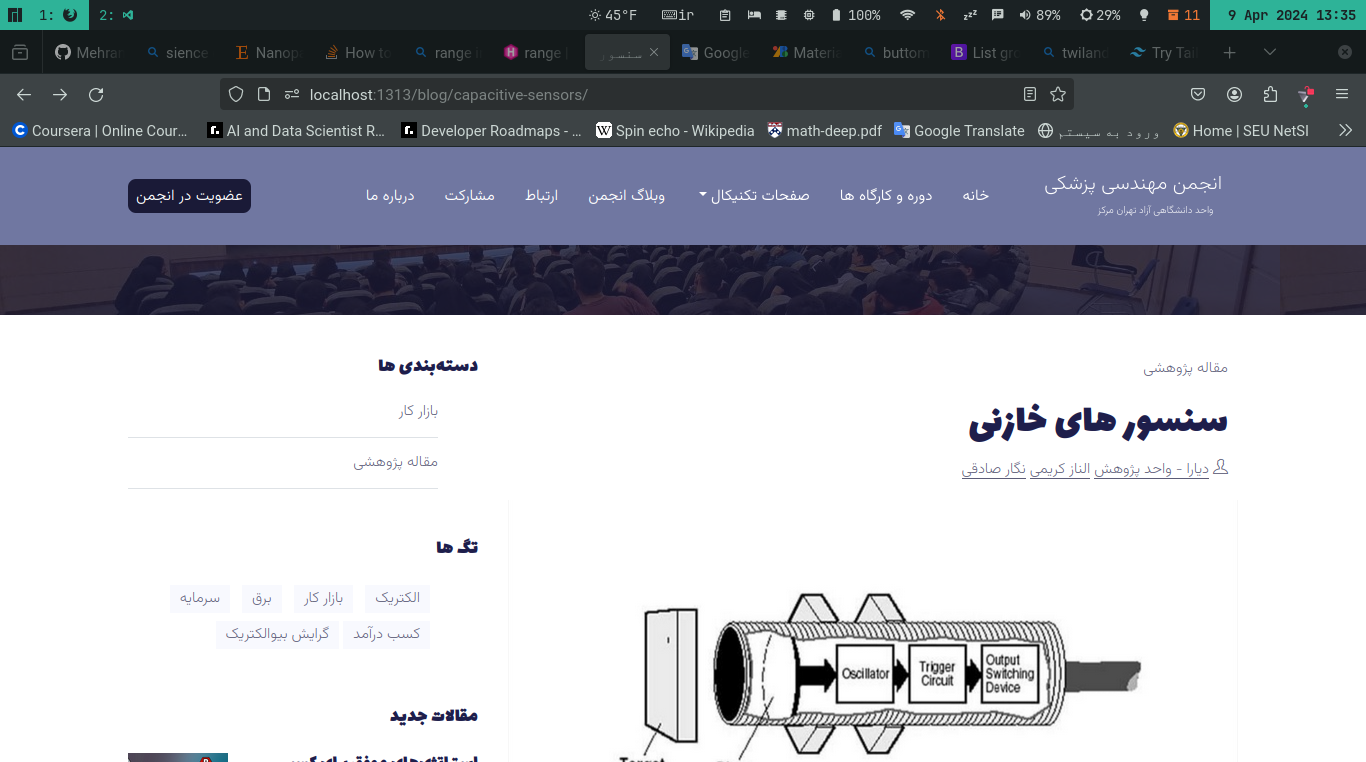 1: 2: 45°F ir 100% 89% 29% 11 9 Apr 2024 13:35
Mehran sience Nanop How to range i range سنسور Google Materia buttom List gro twiland Try Tai
localhost:1313/blog/capacitive-sensors/
Coursera | Online Cour... AI and Data Scientist R... Developer Roadmaps - ... Spin echo - Wikipedia math-deep.pdf Google Translate ورود به سیستم Home | SEU NetSI
انجمن مهندسی پزشکی
واحد دانشگاهی آزاد تهران مرکز
خانه دوره و کارگاه ها صفحات تکنیکال وبلاگ انجمن ارتباط مشارکت درباره ما عضویت در انجمن
مقاله پژوهشی
سنسور های خازنی
دیارا - واحد پژوهش الناز کریمی نگار صادقی
Oscillator
Trigger
Circuit
Output
Switching
Device
Target
دسته‌بندی ها
بازار کار
مقاله پژوهشی
تگ ها
الکتریک بازار کار برق سرمایه
کسب درآمد گرایش بیوالکتریک
مقالات جدید